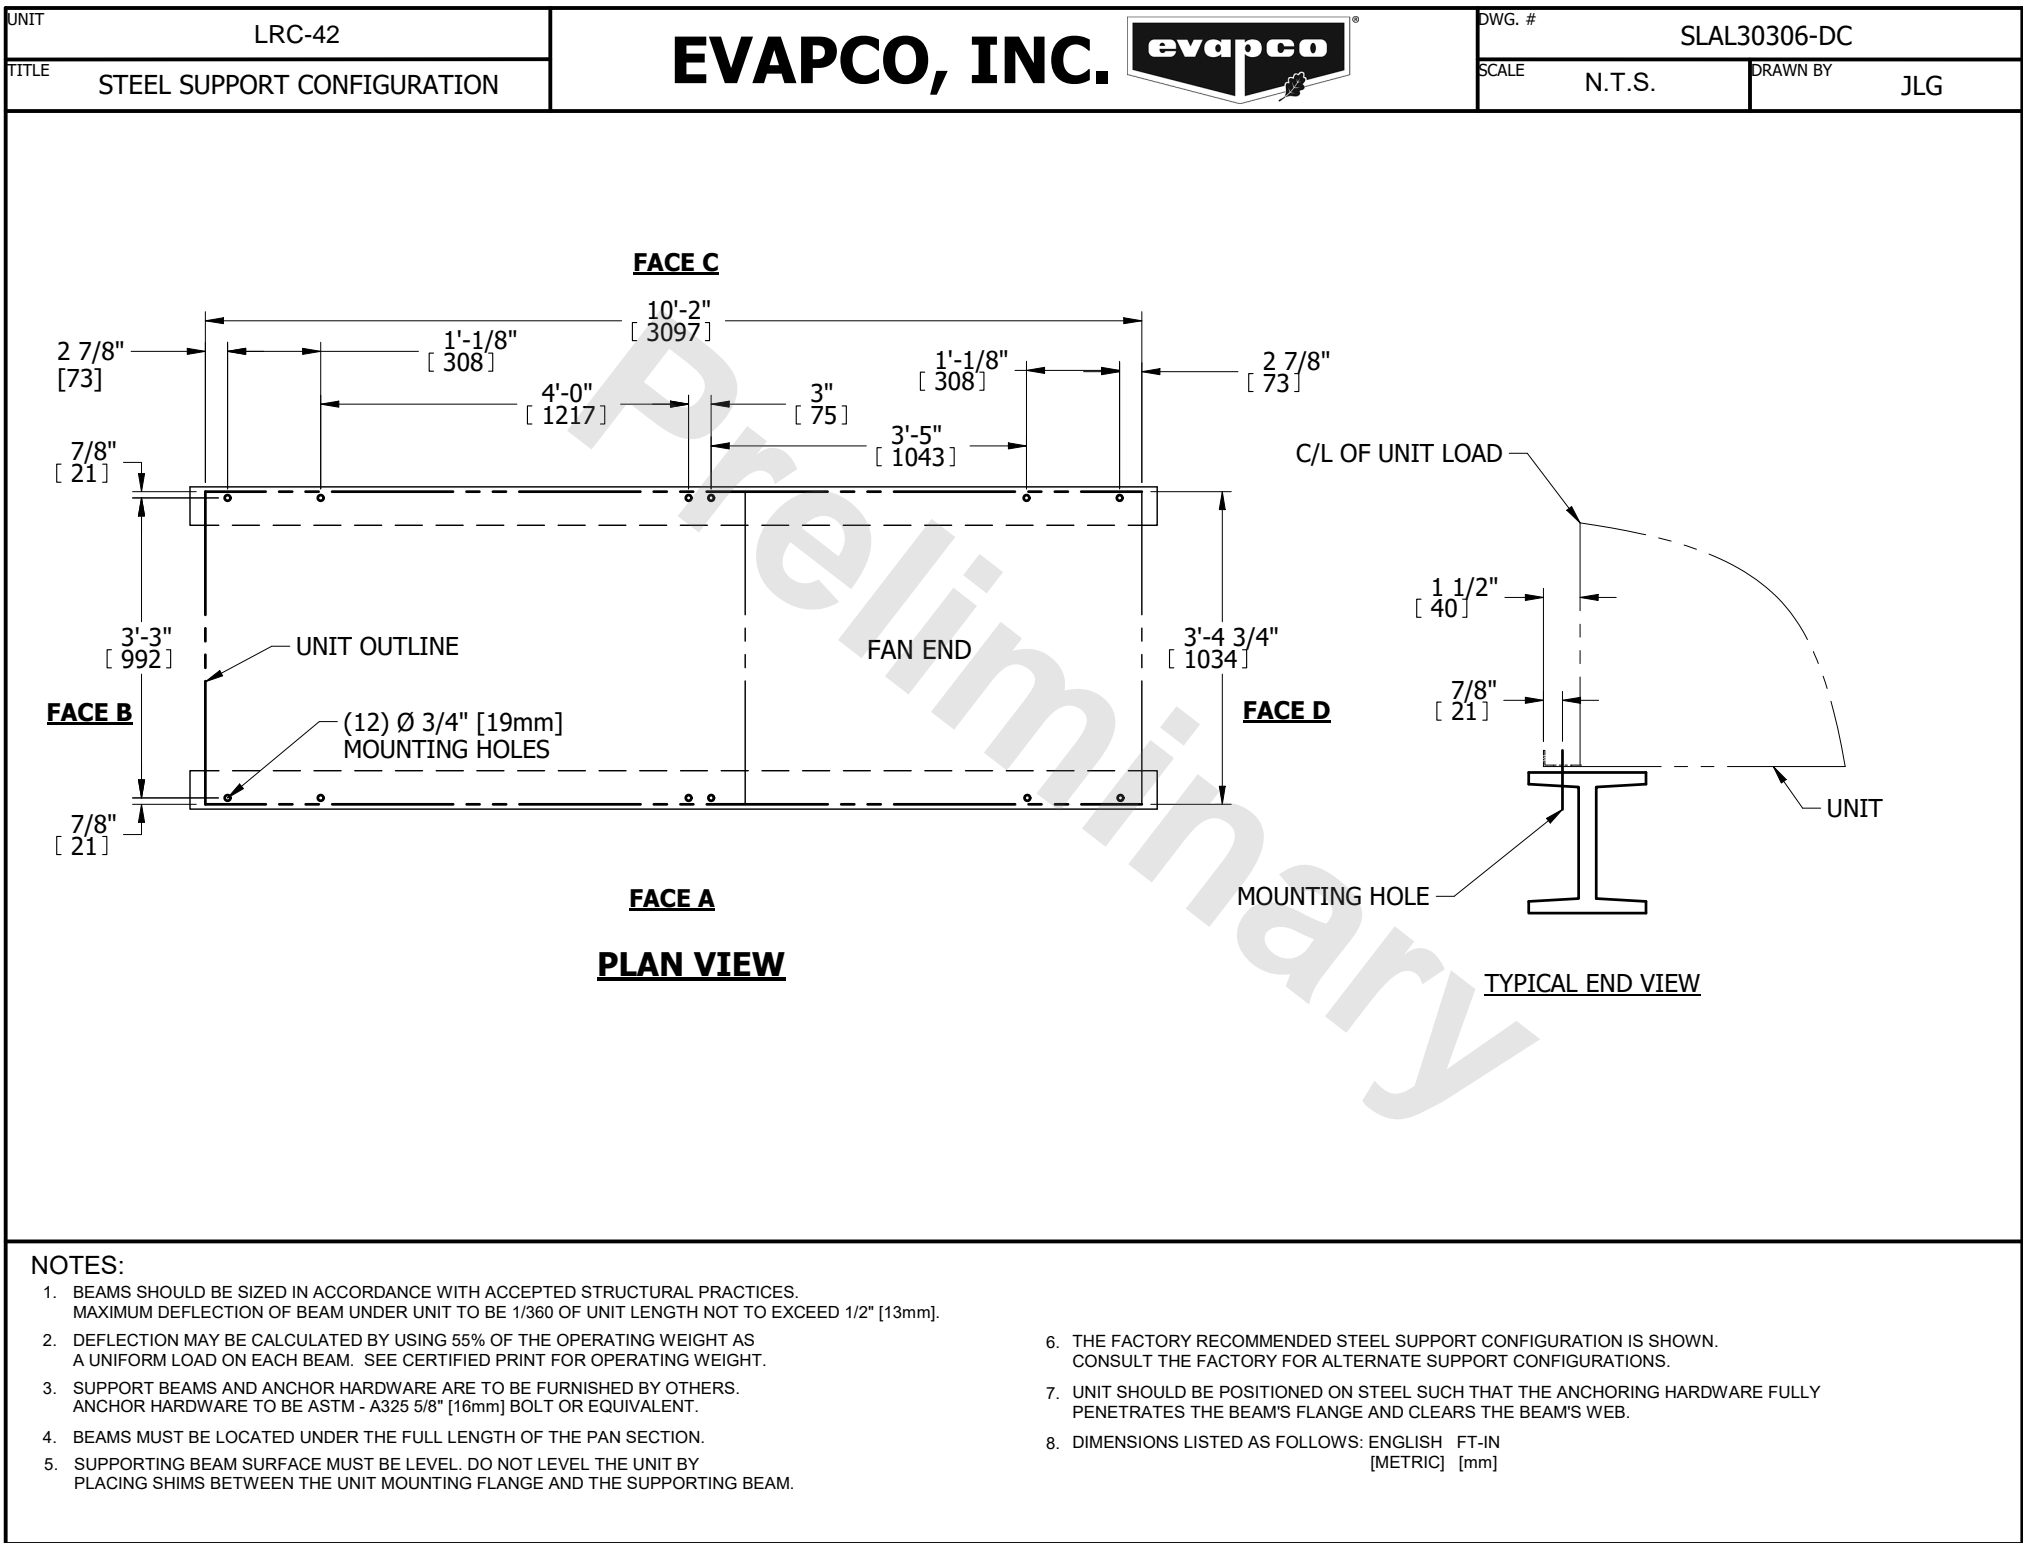 UNIT
LRC-42
TITLE
STEEL SUPPORT CONFIGURATION
EVAPCO, INC.
evapco
®
DWG. #
SLAL30306-DC
SCALE
N.T.S.
DRAWN BY
JLG
FACE C
10'-2"
[ 3097]
2 7/8"
[73]
1'-1/8"
[ 308]
1'-1/8"
[ 308]
2 7/8"
[ 73]
4'-0"
[ 1217]
3"
[ 75]
3'-5"
[ 1043]
7/8"
[ 21]
3'-3"
[ 992]
UNIT OUTLINE
FAN END
3'-4 3/4"
[ 1034]
FACE B
FACE D
(12) Ø 3/4" [19mm]
MOUNTING HOLES
7/8"
[ 21]
FACE A
PLAN VIEW
C/L OF UNIT LOAD
1 1/2"
[ 40]
7/8"
[ 21]
UNIT
MOUNTING HOLE
TYPICAL END VIEW
Preliminary
NOTES:
1. BEAMS SHOULD BE SIZED IN ACCORDANCE WITH ACCEPTED STRUCTURAL PRACTICES.
MAXIMUM DEFLECTION OF BEAM UNDER UNIT TO BE 1/360 OF UNIT LENGTH NOT TO EXCEED 1/2" [13mm].
2. DEFLECTION MAY BE CALCULATED BY USING 55% OF THE OPERATING WEIGHT AS
A UNIFORM LOAD ON EACH BEAM. SEE CERTIFIED PRINT FOR OPERATING WEIGHT.
3. SUPPORT BEAMS AND ANCHOR HARDWARE ARE TO BE FURNISHED BY OTHERS.
ANCHOR HARDWARE TO BE ASTM - A325 5/8" [16mm] BOLT OR EQUIVALENT.
4. BEAMS MUST BE LOCATED UNDER THE FULL LENGTH OF THE PAN SECTION.
5. SUPPORTING BEAM SURFACE MUST BE LEVEL. DO NOT LEVEL THE UNIT BY
PLACING SHIMS BETWEEN THE UNIT MOUNTING FLANGE AND THE SUPPORTING BEAM.
6. THE FACTORY RECOMMENDED STEEL SUPPORT CONFIGURATION IS SHOWN.
CONSULT THE FACTORY FOR ALTERNATE SUPPORT CONFIGURATIONS.
7. UNIT SHOULD BE POSITIONED ON STEEL SUCH THAT THE ANCHORING HARDWARE FULLY
PENETRATES THE BEAM'S FLANGE AND CLEARS THE BEAM'S WEB.
8. DIMENSIONS LISTED AS FOLLOWS: ENGLISH FT-IN
[METRIC] [mm]